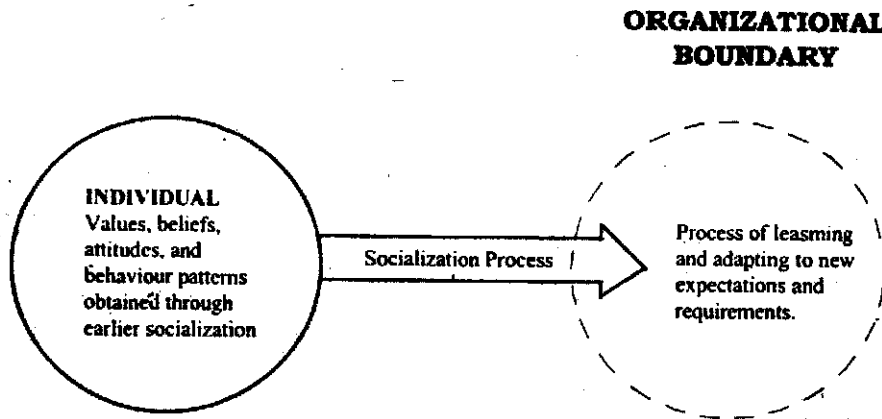 ORGANIZATIONAL
BOUNDARY
INDIVIDUAL
Values, beliefs,
attitudes, and
behaviour patterns
obtained through
earlier socialization
Socialization Process
Process of leasming
and adapting to new
expectations and
requirements.